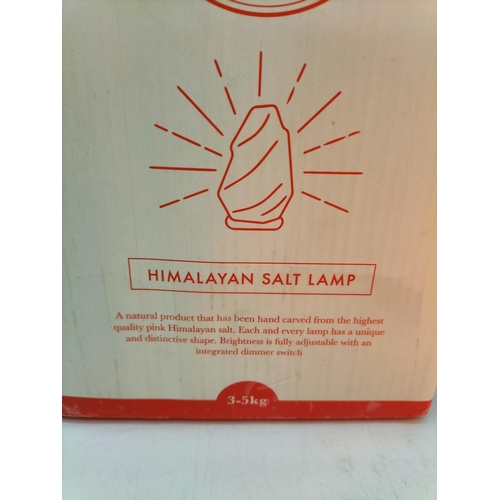 HIMALAYAN SALT LAMP
A natural product that has been hand carved from the highest
quality pink Himalayan salt. Each and every lamp has a unique
and distinctive shape. Brightness is fully adjustable with an
integrated dimmer switch
3-5kg